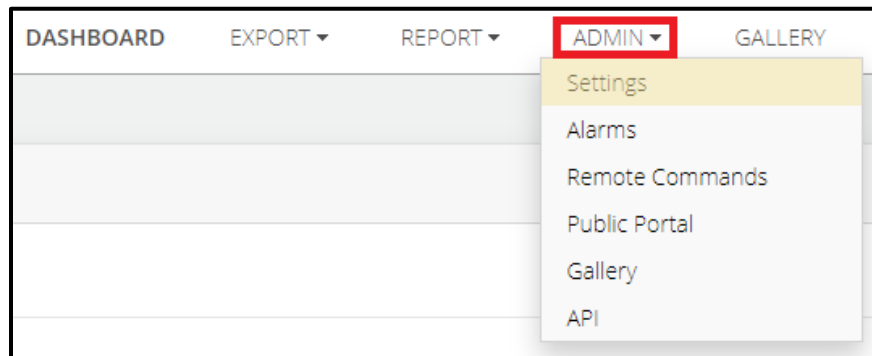 DASHBOARD EXPORT REPORT ADMIN GALLERY
Settings
Alarms
Remote Commands
Public Portal
Gallery
API